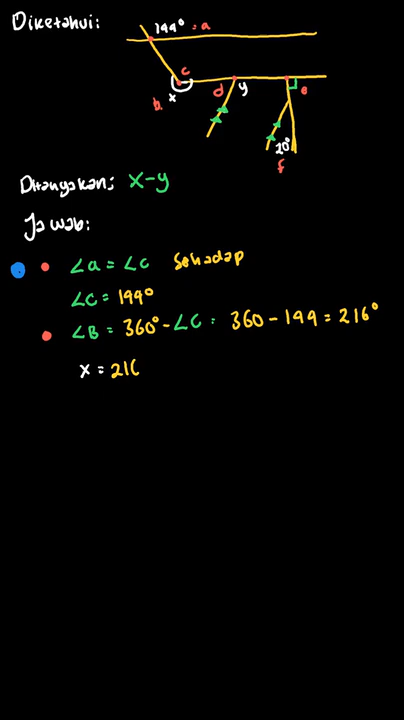 Diketahui:
144° = a
c
b.
x
d
y
e
20°
f
Ditanyakan: x-y
Jawab:
∠a = ∠c sehadap
∠c = 144°
∠B = 360° - ∠c = 360 - 144 = 216°
x = 216